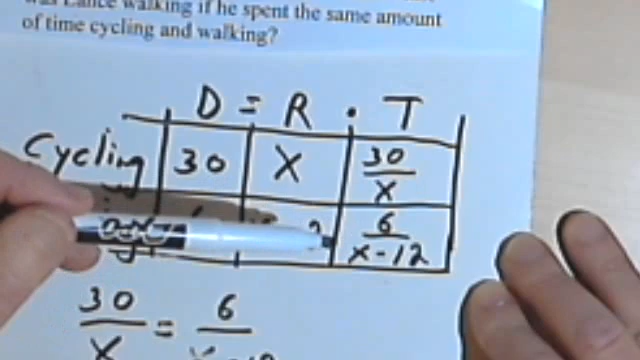 was Lance walking if he spent the same amount
of time cycling and walking?
D = R · T
Cycling 30 X 30/X
6 6/x-12
30/X = 6/